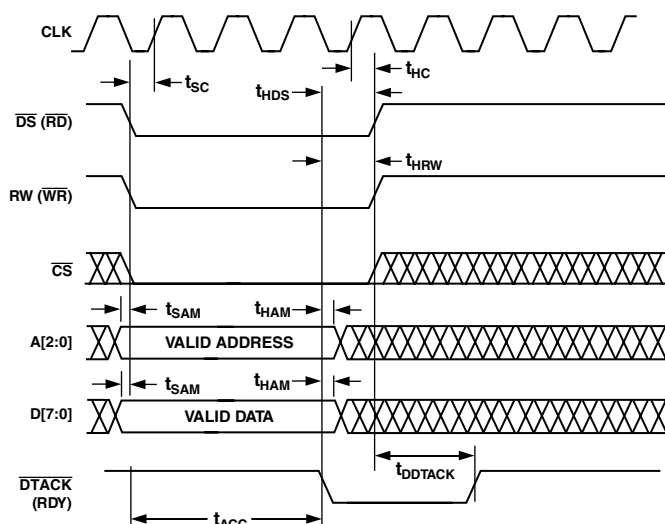 CLK
tSC
tHC
tHDS
DS (RD)
tHRW
RW (WR)
CS
tSAM
tHAM
A[2:0]
VALID ADDRESS
tSAM
tHAM
D[7:0]
VALID DATA
tDDTACK
DTACK
(RDY)
tACC